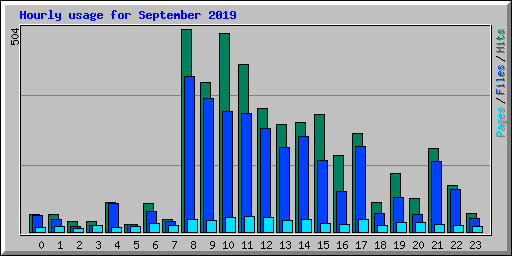 Hourly usage for September 2019
504
Pages/Files/Hits
0 1 2 3 4 5 6 7 8 9 10 11 12 13 14 15 16 17 18 19 20 21 22 23